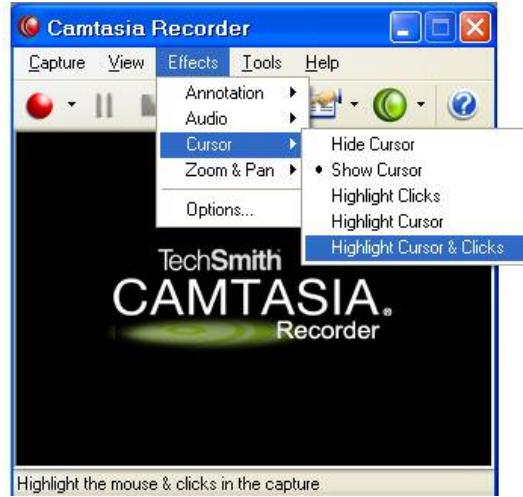 Camtasia Recorder
Capture View Effects Tools Help
Annotation
Audio
Cursor
Zoom & Pan
Options...
Hide Cursor
Show Cursor
Highlight Clicks
Highlight Cursor
Highlight Cursor & Clicks
TechSmith
CAMTASIA®
Recorder
Highlight the mouse & clicks in the capture